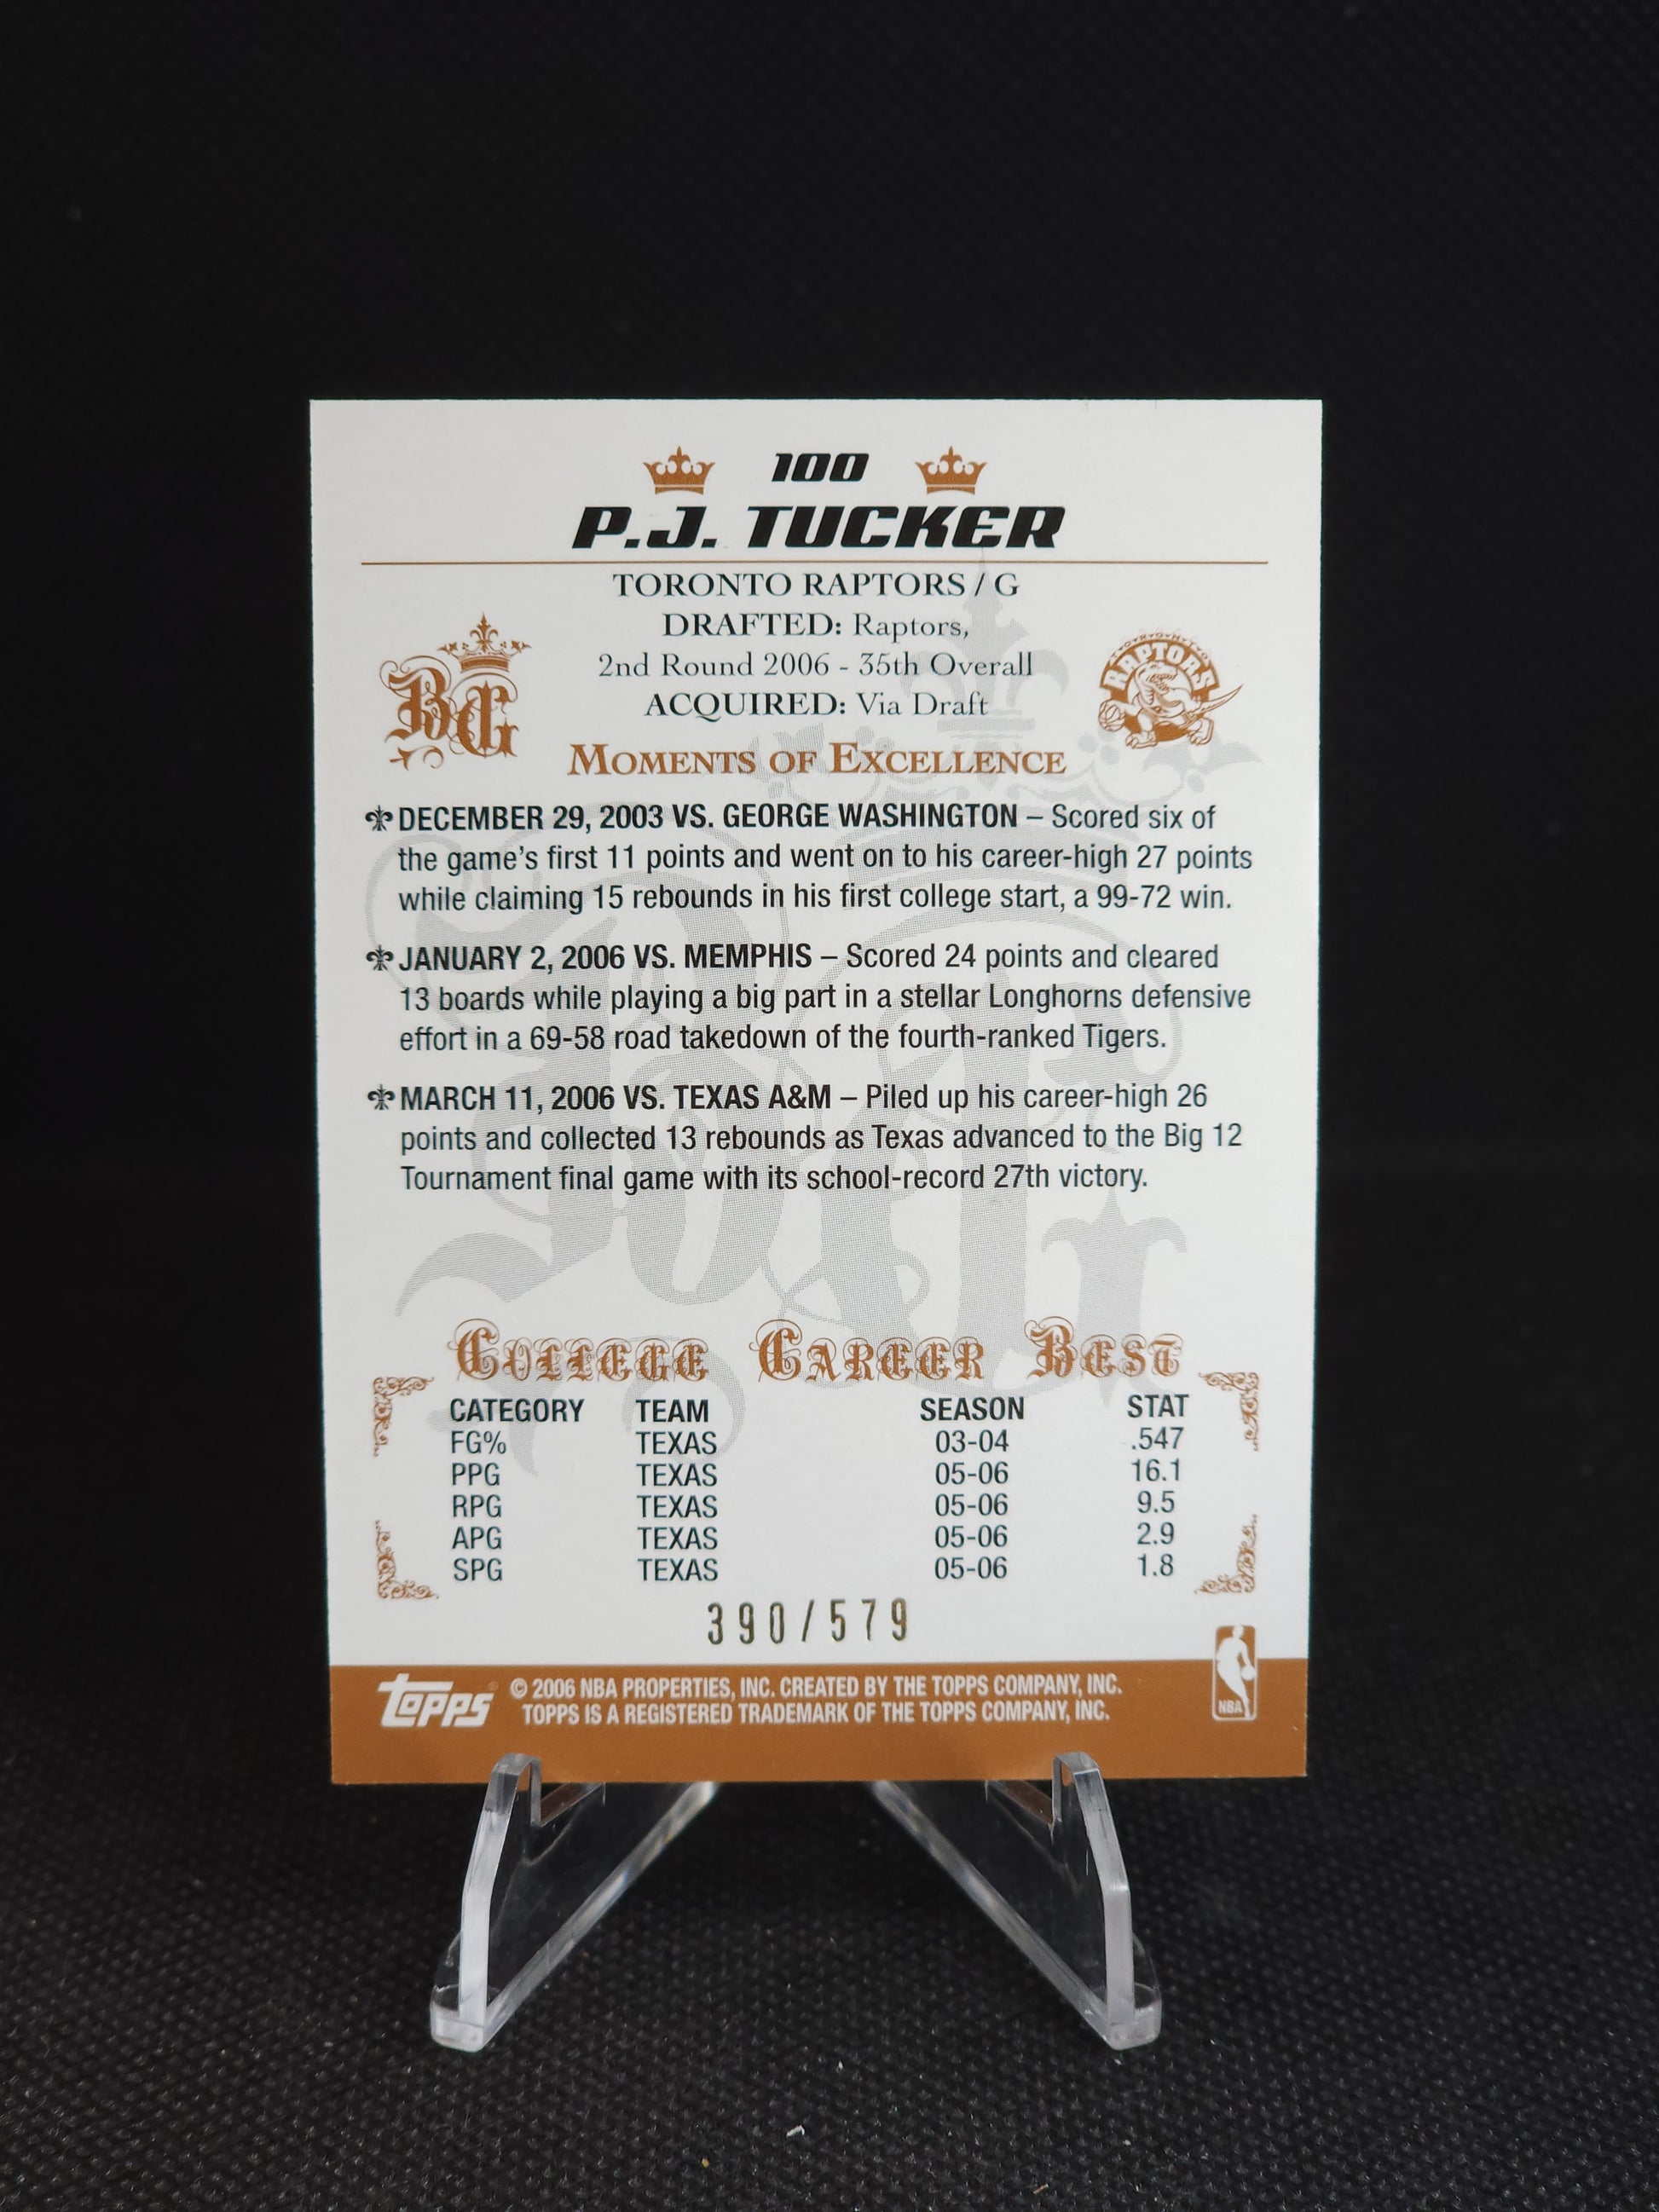 100
P.J. TUCKER
TORONTO RAPTORS / G
DRAFTED: Raptors,
2nd Round 2006 - 35th Overall
ACQUIRED: Via Draft
BG
TORONTO
RAPTORS
MOMENTS OF EXCELLENCE
DECEMBER 29, 2003 VS. GEORGE WASHINGTON – Scored six of
the game's first 11 points and went on to his career-high 27 points
while claiming 15 rebounds in his first college start, a 99-72 win.
JANUARY 2, 2006 VS. MEMPHIS – Scored 24 points and cleared
13 boards while playing a big part in a stellar Longhorns defensive
effort in a 69-58 road takedown of the fourth-ranked Tigers.
MARCH 11, 2006 VS. TEXAS A&M – Piled up his career-high 26
points and collected 13 rebounds as Texas advanced to the Big 12
Tournament final game with its school-record 27th victory.
COLLEGE CAREER BEST
CATEGORY TEAM SEASON STAT
FG% TEXAS 03-04 .547
PPG TEXAS 05-06 16.1
RPG TEXAS 05-06 9.5
APG TEXAS 05-06 2.9
SPG TEXAS 05-06 1.8
390/579
topps
© 2006 NBA PROPERTIES, INC. CREATED BY THE TOPPS COMPANY, INC.
TOPPS IS A REGISTERED TRADEMARK OF THE TOPPS COMPANY, INC.
NBA